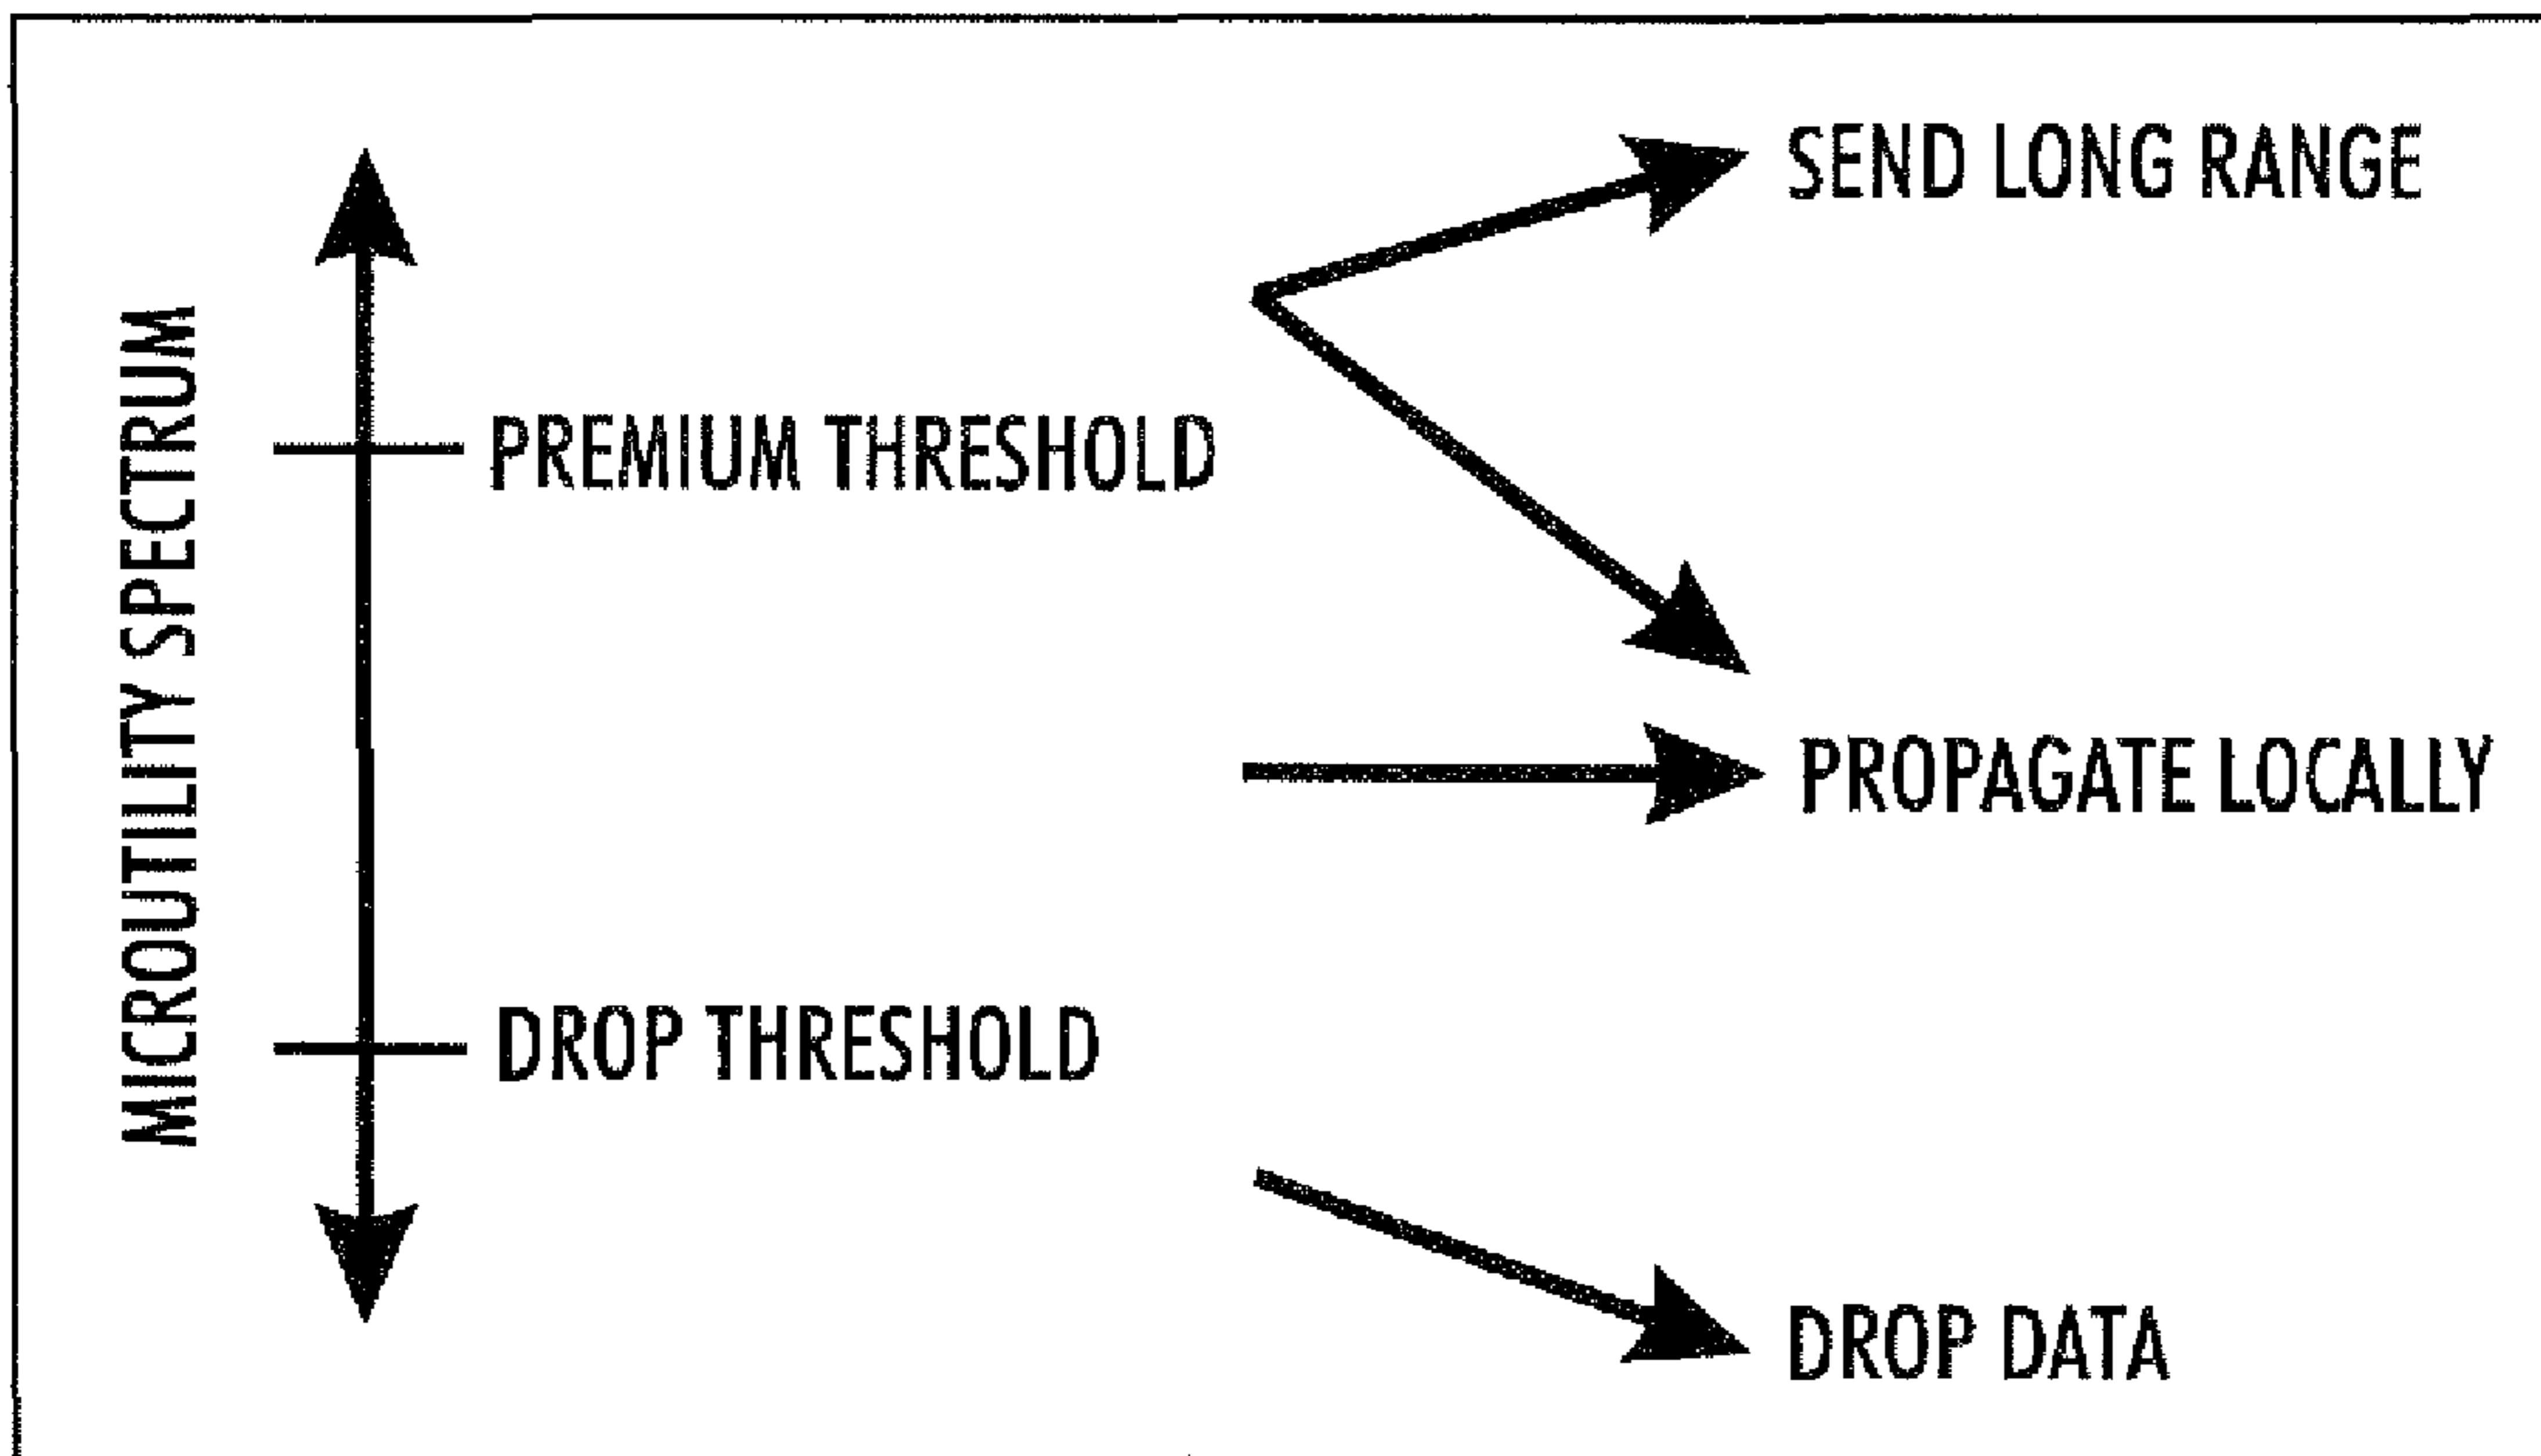 MICROUTILITY SPECTRUM
SEND LONG RANGE
PREMIUM THRESHOLD
PROPAGATE LOCALLY
DROP THRESHOLD
DROP DATA